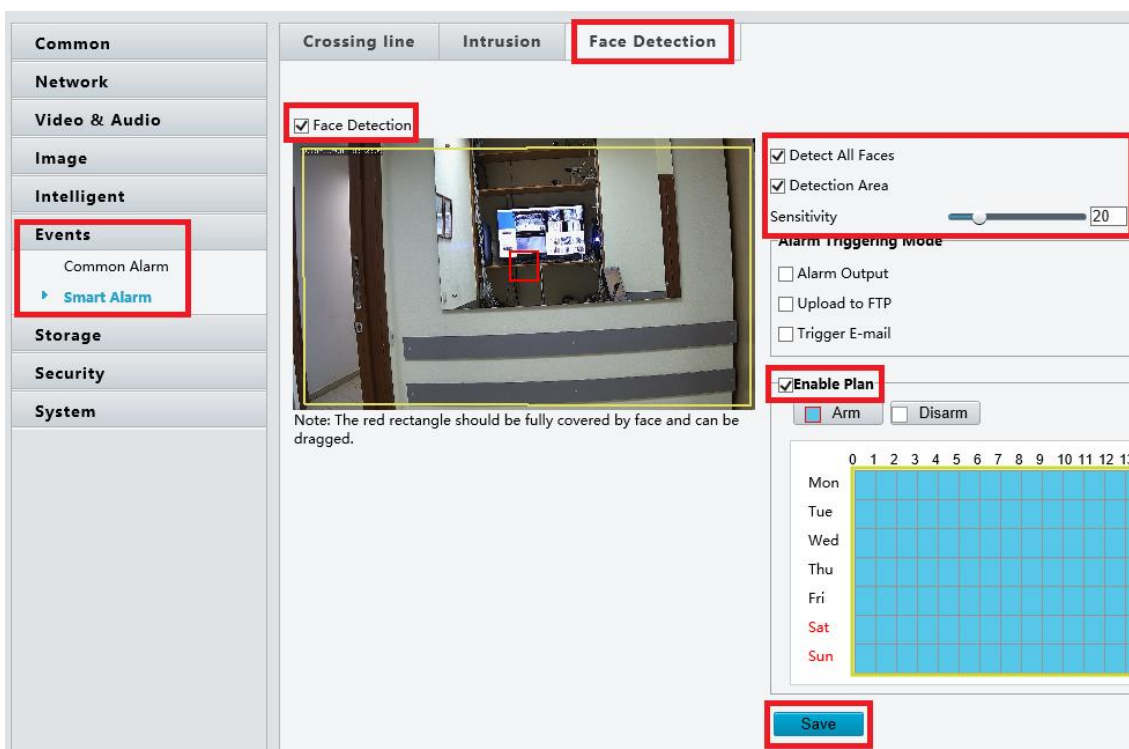 Common
Network
Video & Audio
Image
Intelligent
Events
Common Alarm
Smart Alarm
Storage
Security
System
Crossing line Intrusion Face Detection
Face Detection
Note: The red rectangle should be fully covered by face and can be
dragged.
Detect All Faces
Detection Area
Sensitivity 20
Alarm Triggering Mode
Alarm Output
Upload to FTP
Trigger E-mail
Enable Plan
Arm Disarm
0 1 2 3 4 5 6 7 8 9 10 11 12 13
Mon
Tue
Wed
Thu
Fri
Sat
Sun
Save